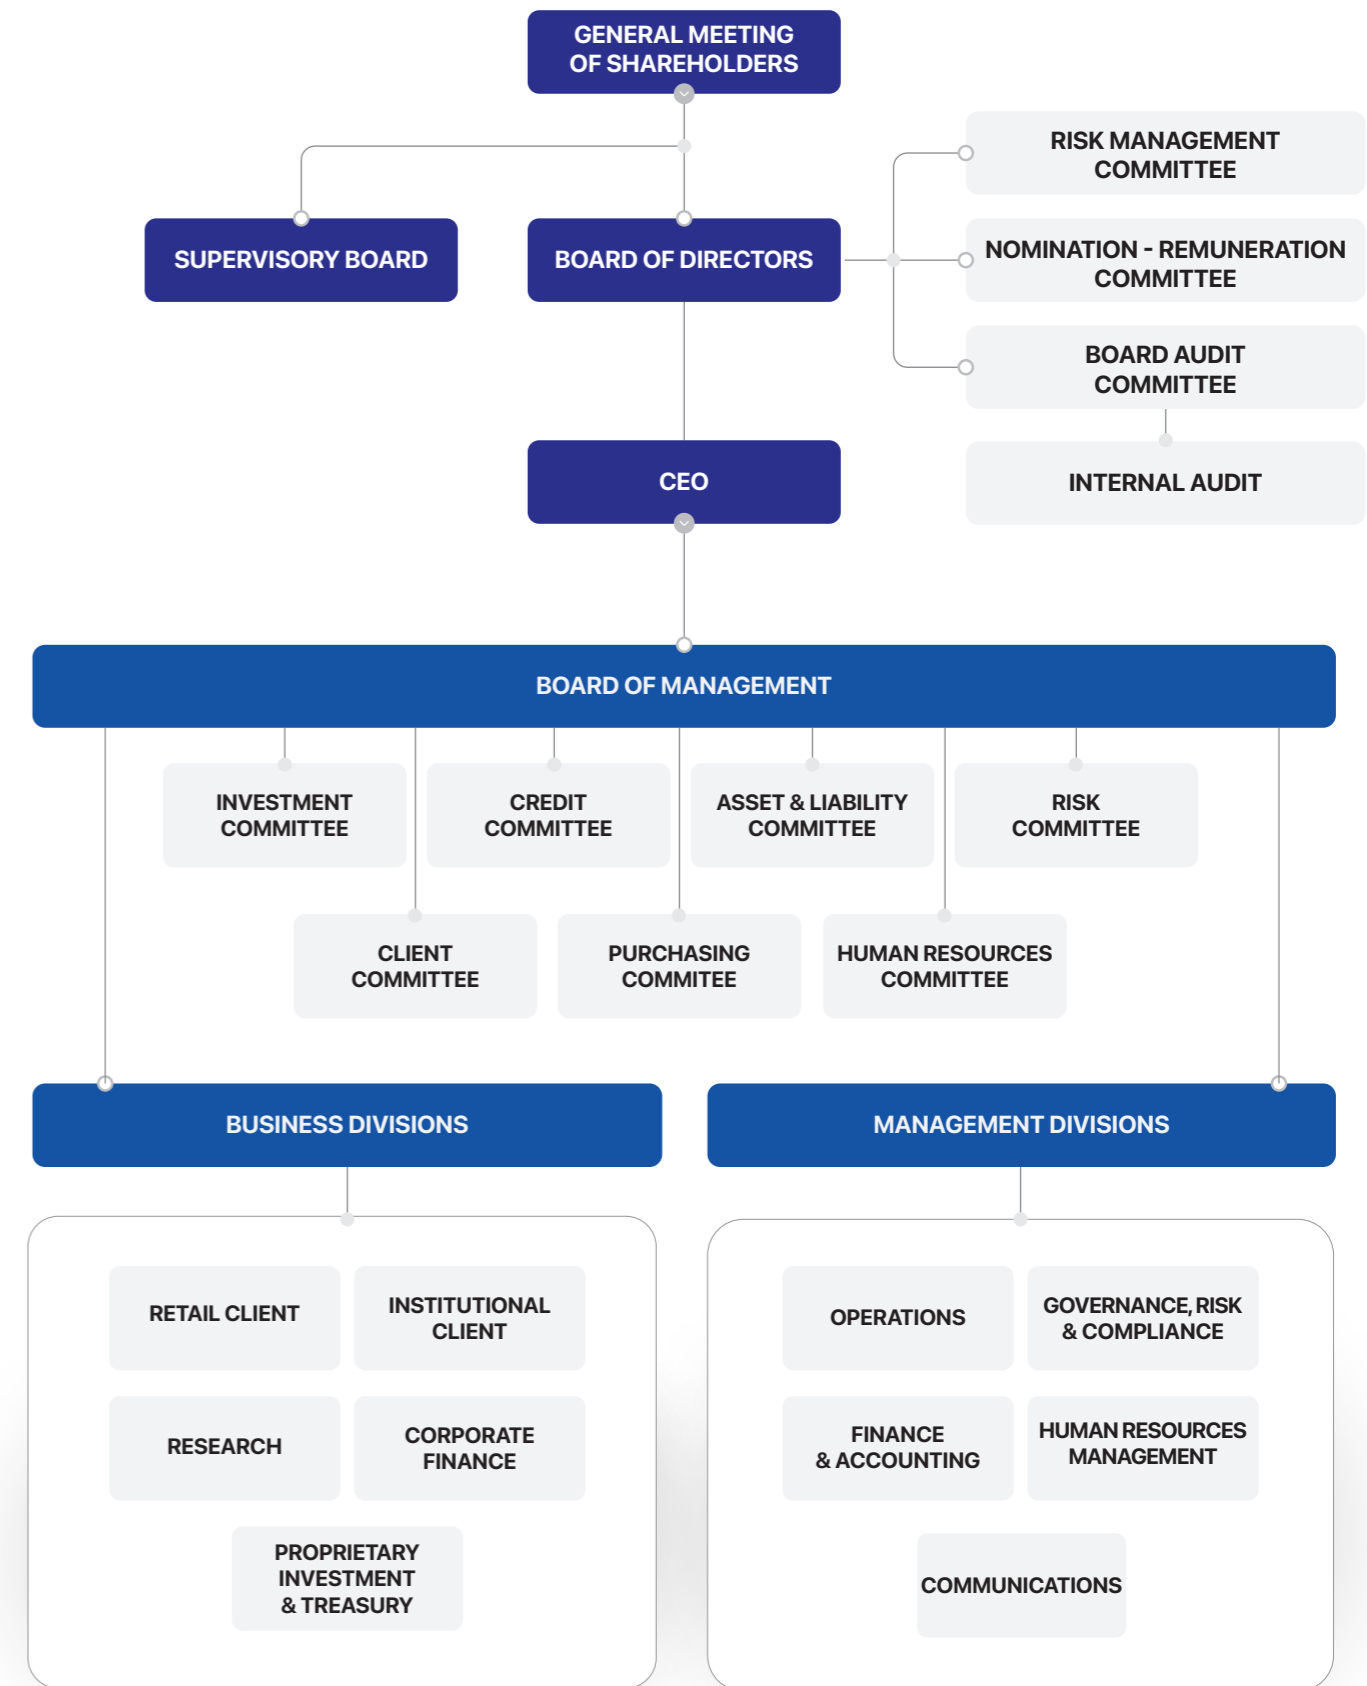 GENERAL MEETING
OF SHAREHOLDERS
RISK MANAGEMENT
COMMITTEE
SUPERVISORY BOARD
BOARD OF DIRECTORS
NOMINATION - REMUNERATION
COMMITTEE
BOARD AUDIT
COMMITTEE
CEO
INTERNAL AUDIT
BOARD OF MANAGEMENT
INVESTMENT
COMMITTEE
CREDIT
COMMITTEE
ASSET & LIABILITY
COMMITTEE
RISK
COMMITTEE
CLIENT
COMMITTEE
PURCHASING
COMMITEE
HUMAN RESOURCES
COMMITTEE
BUSINESS DIVISIONS
MANAGEMENT DIVISIONS
RETAIL CLIENT
INSTITUTIONAL
CLIENT
RESEARCH
CORPORATE
FINANCE
PROPRIETARY
INVESTMENT
& TREASURY
OPERATIONS
GOVERNANCE, RISK
& COMPLIANCE
FINANCE
& ACCOUNTING
HUMAN RESOURCES
MANAGEMENT
COMMUNICATIONS